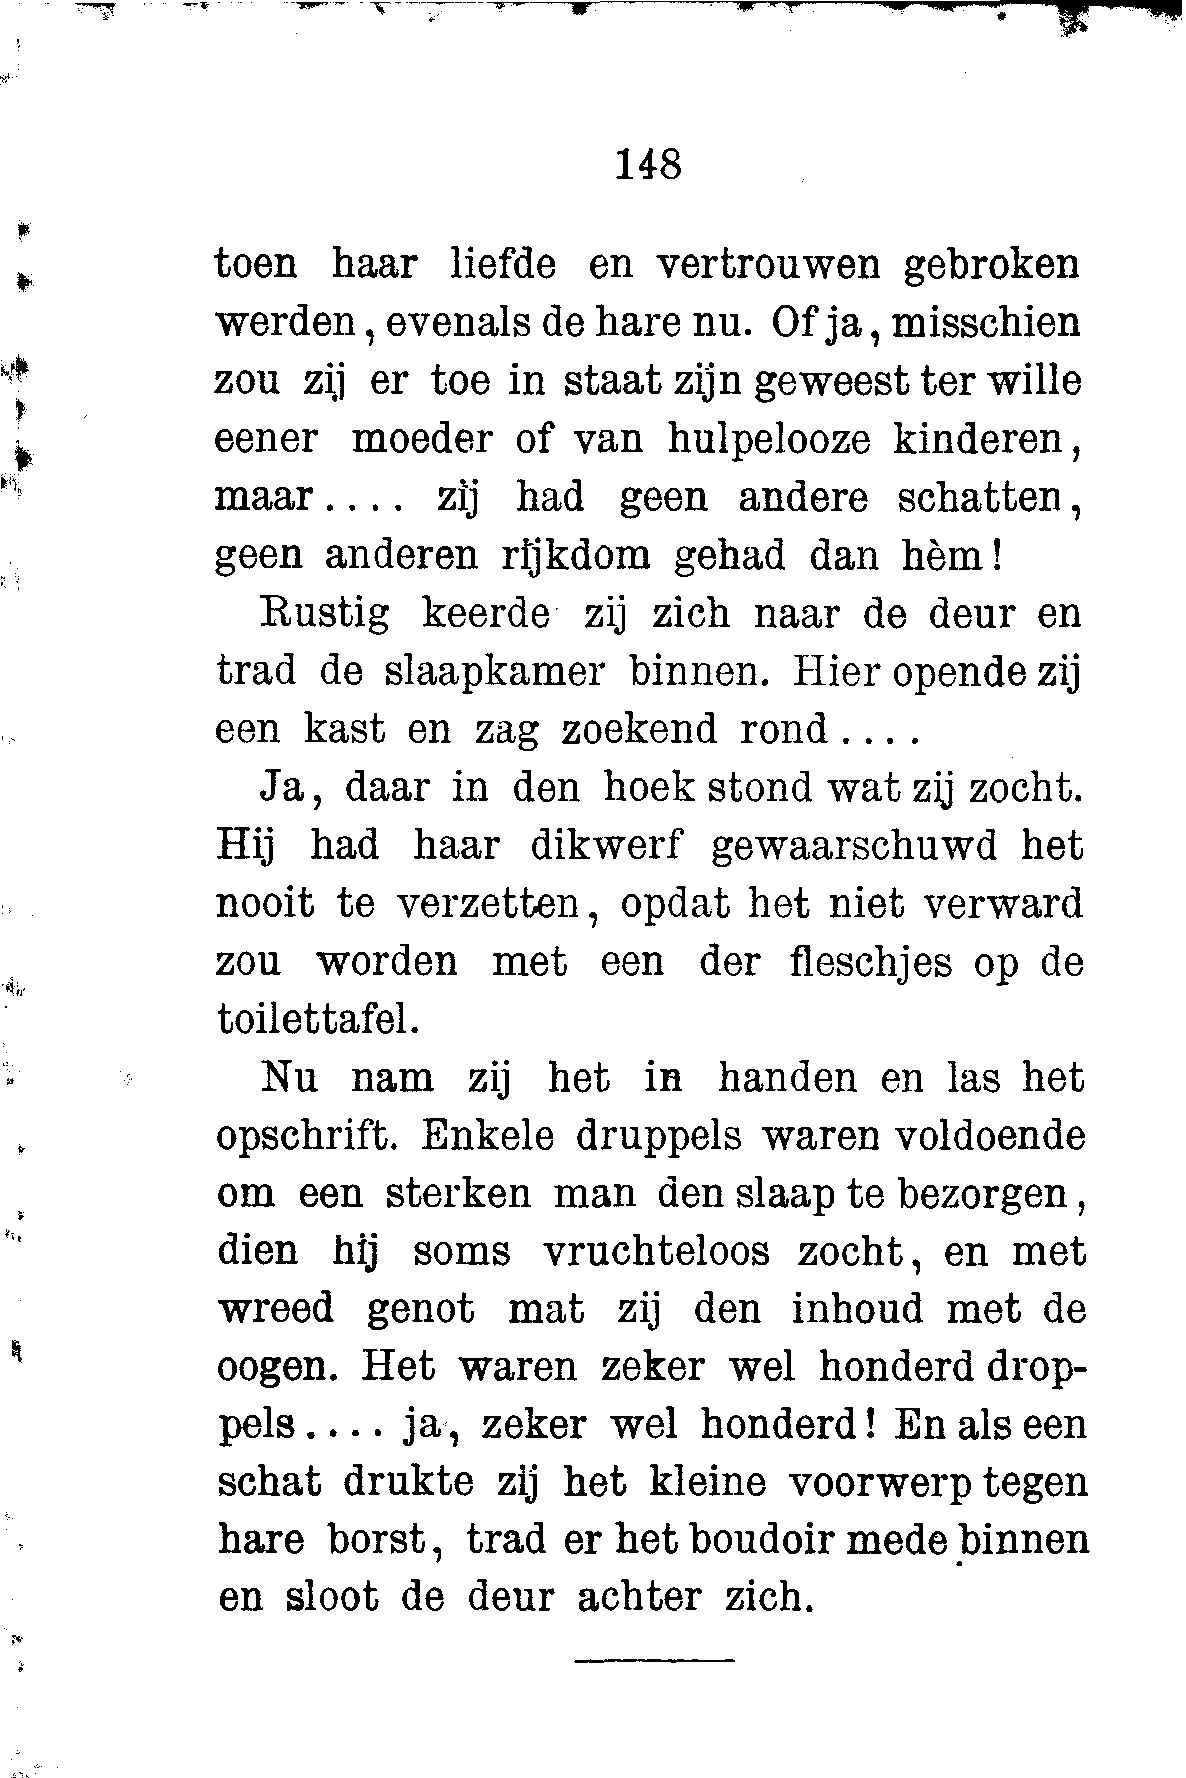 148
toen haar liefde en vertrouwen gebroken
werden, evenals de hare nu. Of ja, misschien
zou zij er toe in staat zijn geweest ter wille
eener moeder of van hulpelooze kinderen,
maar.... zij had geen andere schatten,
geen anderen rijkdom gehad dan hèm!
Rustig keerde zij zich naar de deur en
trad de slaapkamer binnen. Hier opende zij
een kast en zag zoekend rond....
Ja, daar in den hoek stond wat zij zocht.
Hij had haar dikwerf gewaarschuwd het
nooit te verzetten, opdat het niet verward
zou worden met een der fleschjes op de
toilettafel.
Nu nam zij het in handen en las het
opschrift. Enkele druppels waren voldoende
om een sterken man den slaap te bezorgen,
dien hij soms vruchteloos zocht, en met
wreed genot mat zij den inhoud met de
oogen. Het waren zeker wel honderd drop-
pels.... ja, zeker wel honderd! En als een
schat drukte zij het kleine voorwerp tegen
hare borst, trad er het boudoir mede binnen
en sloot de deur achter zich.